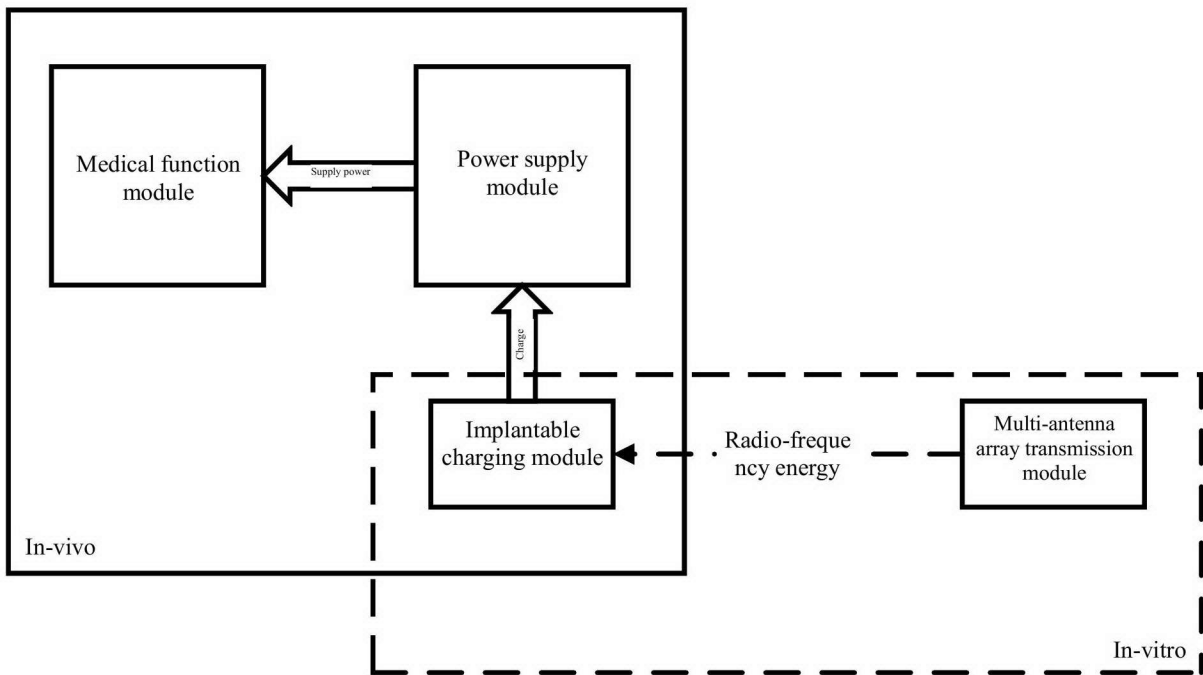 Medical function
module
Supply power
Power supply
module
Charge
Implantable
charging module
Radio-freque
ncy energy
Multi-antenna
array transmission
module
In-vivo
In-vitro